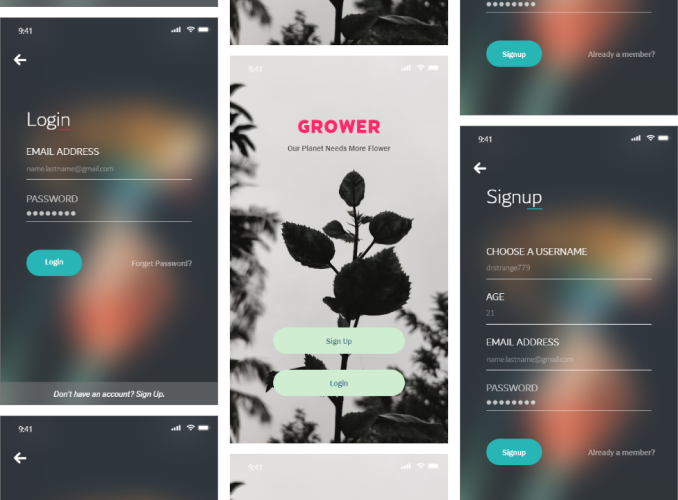 9:41
Login
EMAIL ADDRESS
name.lastname@gmail.com
PASSWORD
Login
Forget Password?
Don't have an account? Sign Up.
9:41
9:41
GROWER
Our Planet Needs More Flower
Sign Up
Login
9:41
Signup
Already a member?
9:41
Signup
CHOOSE A USERNAME
drstrange779
AGE
21
EMAIL ADDRESS
name.lastname@gmail.com
PASSWORD
Signup
Already a member?